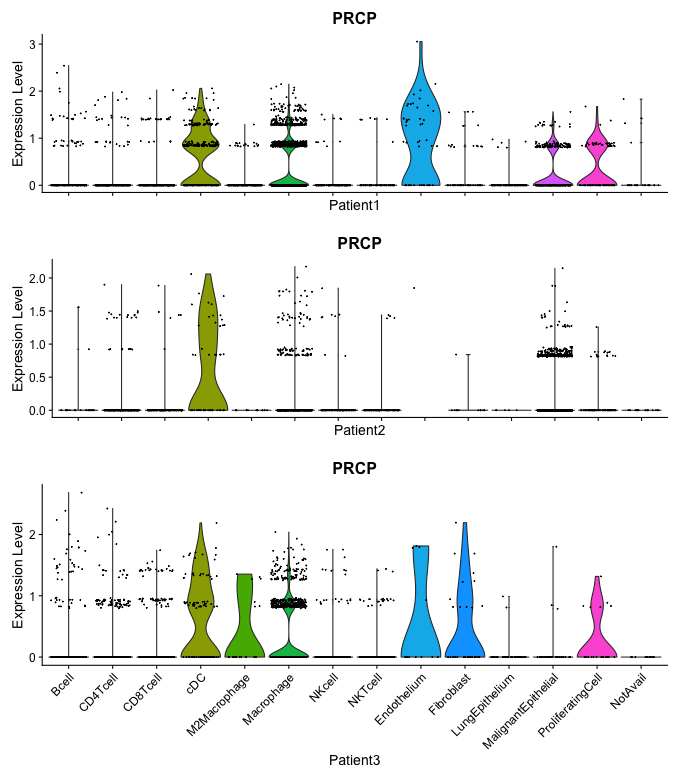 PRCP
Expression Level
3
2
1
0
Patient1
PRCP
Expression Level
2.0
1.5
1.0
0.5
0.0
Patient2
PRCP
Expression Level
2
1
0
Bcell
CD4Tcell
CD8Tcell
cDC
M2Macrophage
Macrophage
NKcell
NKTcell
Endothelium
Fibroblast
LungEpithelium
MalignantEpithelial
ProliferatingCell
NotAvail
Patient3